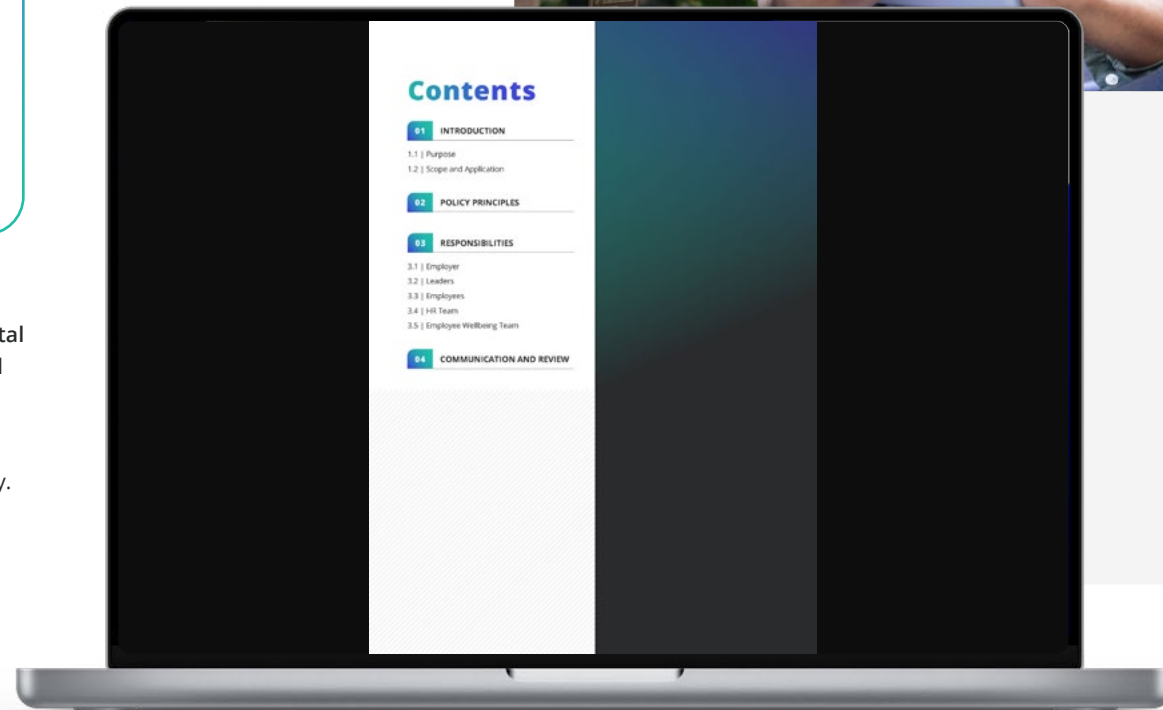 Contents
01 INTRODUCTION
1.1 | Purpose
1.2 | Scope and Application
02 POLICY PRINCIPLES
03 RESPONSIBILITIES
3.1 | Employer
3.2 | Leaders
3.3 | Employees
3.4 | HR Team
3.5 | Employee Wellbeing Team
04 COMMUNICATION AND REVIEW
tal
y.